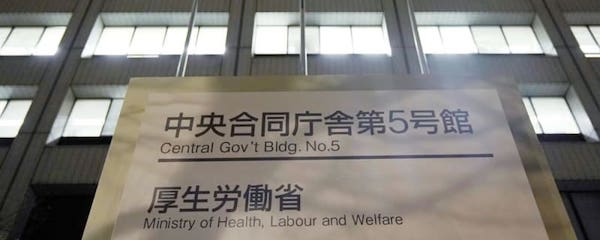 中央合同庁舎第5号館
Central Gov't Bldg. No.5
厚生労働省
Ministry of Health, Labour and Welfare